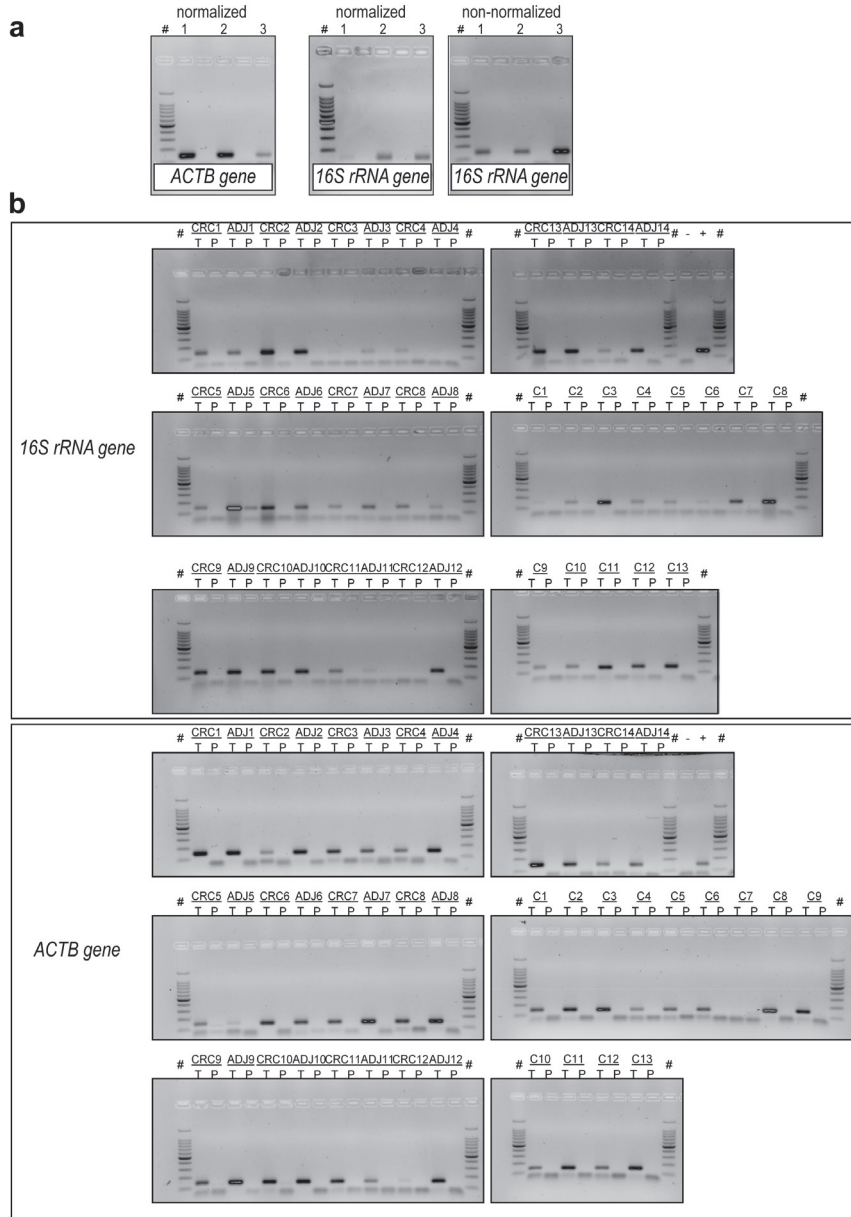 a
normalized normalized non-normalized
# 1 2 3 # 1 2 3 # 1 2 3
ACTB gene 16S rRNA gene 16S rRNA gene
b
# CRC1 ADJ1 CRC2 ADJ2 CRC3 ADJ3 CRC4 ADJ4 # # CRC13 ADJ13 CRC14 ADJ14 # - + #
T P T P T P T P T P T P T P T P T P T P T P T P
# CRC5 ADJ5 CRC6 ADJ6 CRC7 ADJ7 CRC8 ADJ8 # # C1 C2 C3 C4 C5 C6 C7 C8 #
T P T P T P T P T P T P T P T P T P T P T P T P T P T P T P T P
16S rRNA gene
# CRC9 ADJ9 CRC10 ADJ10 CRC11 ADJ11 CRC12 ADJ12 # # C9 C10 C11 C12 C13 #
T P T P T P T P T P T P T P T P T P T P T P T P T P
# CRC1 ADJ1 CRC2 ADJ2 CRC3 ADJ3 CRC4 ADJ4 # # CRC13 ADJ13 CRC14 ADJ14 # - + #
T P T P T P T P T P T P T P T P T P T P T P T P
# CRC5 ADJ5 CRC6 ADJ6 CRC7 ADJ7 CRC8 ADJ8 # # C1 C2 C3 C4 C5 C6 C7 C8 C9 #
T P T P T P T P T P T P T P T P T P T P T P T P T P T P T P T P T P
ACTB gene
# CRC9 ADJ9 CRC10 ADJ10 CRC11 ADJ11 CRC12 ADJ12 # # C10 C11 C12 C13 #
T P T P T P T P T P T P T P T P T P T P T P T P